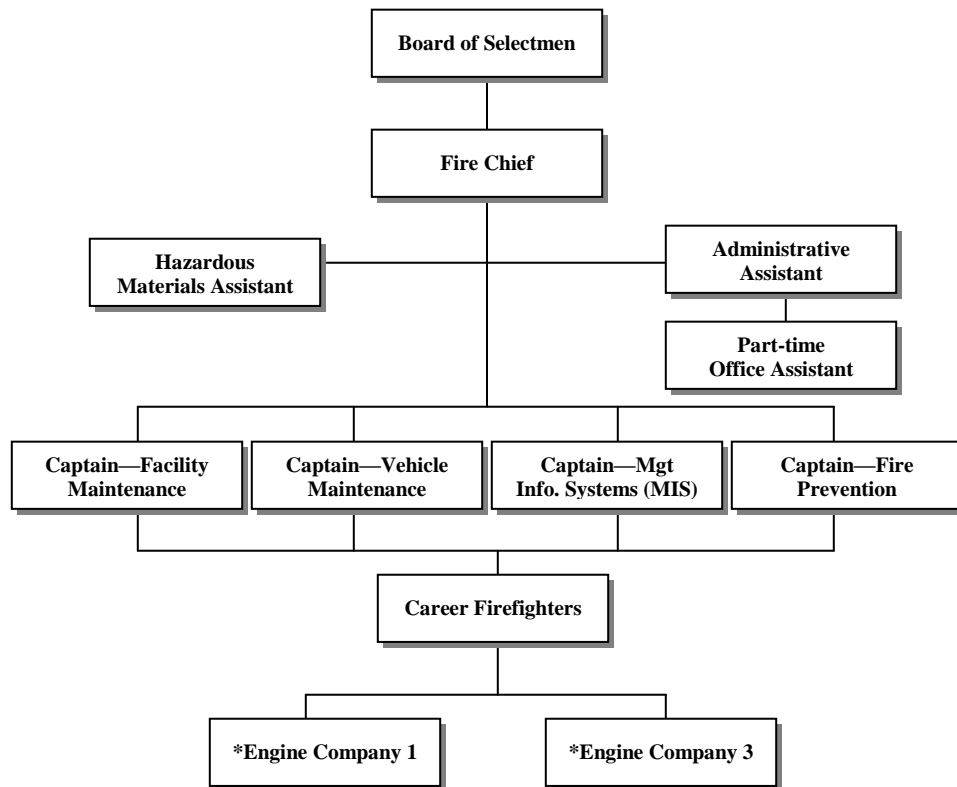 Board of Selectmen
Fire Chief
Hazardous
Materials Assistant
Administrative
Assistant
Part-time
Office Assistant
Captain—Facility
Maintenance
Captain—Vehicle
Maintenance
Captain—Mgt
Info. Systems (MIS)
Captain—Fire
Prevention
Career Firefighters
*Engine Company 1
*Engine Company 3